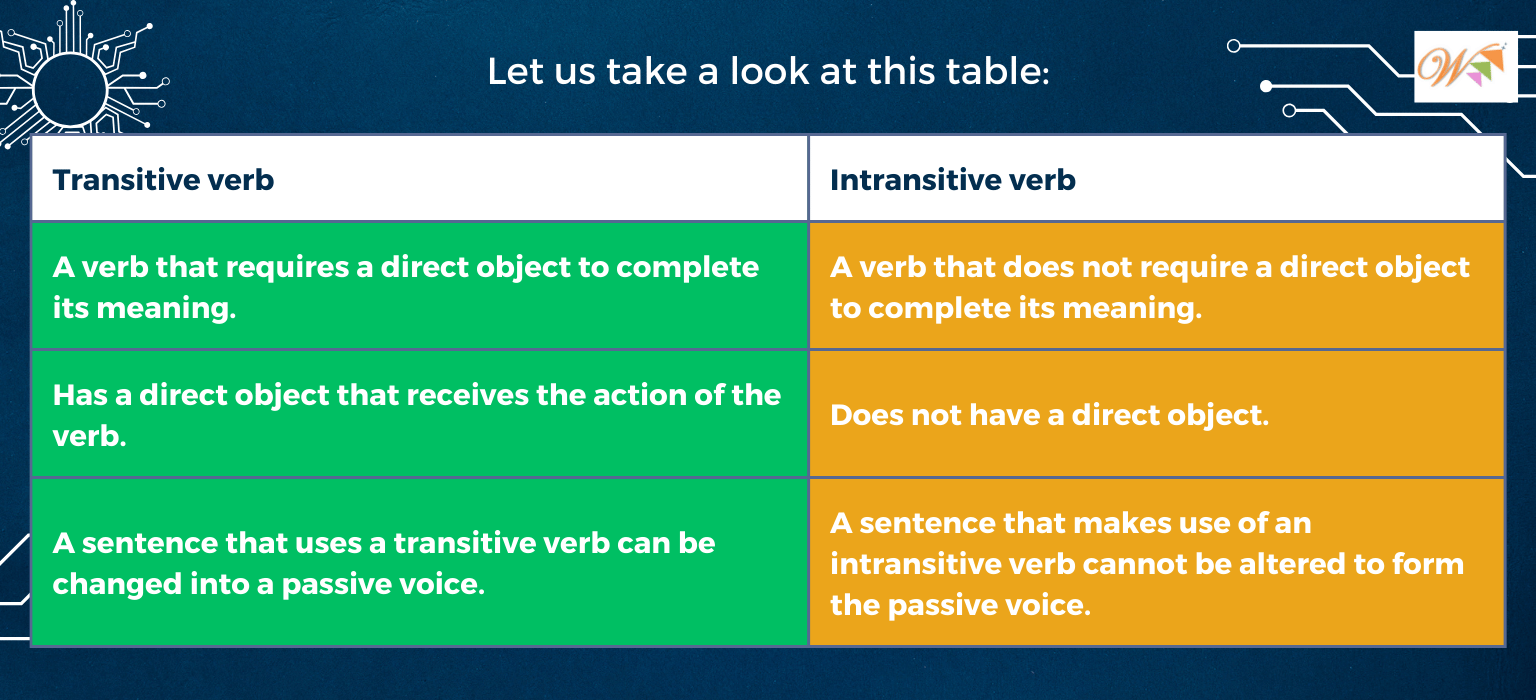 Let us take a look at this table:
W
Transitive verb
Intransitive verb
A verb that requires a direct object to complete
its meaning.
A verb that does not require a direct object
to complete its meaning.
Has a direct object that receives the action of the
verb.
Does not have a direct object.
A sentence that uses a transitive verb can be
changed into a passive voice.
A sentence that makes use of an
intransitive verb cannot be altered to form
the passive voice.